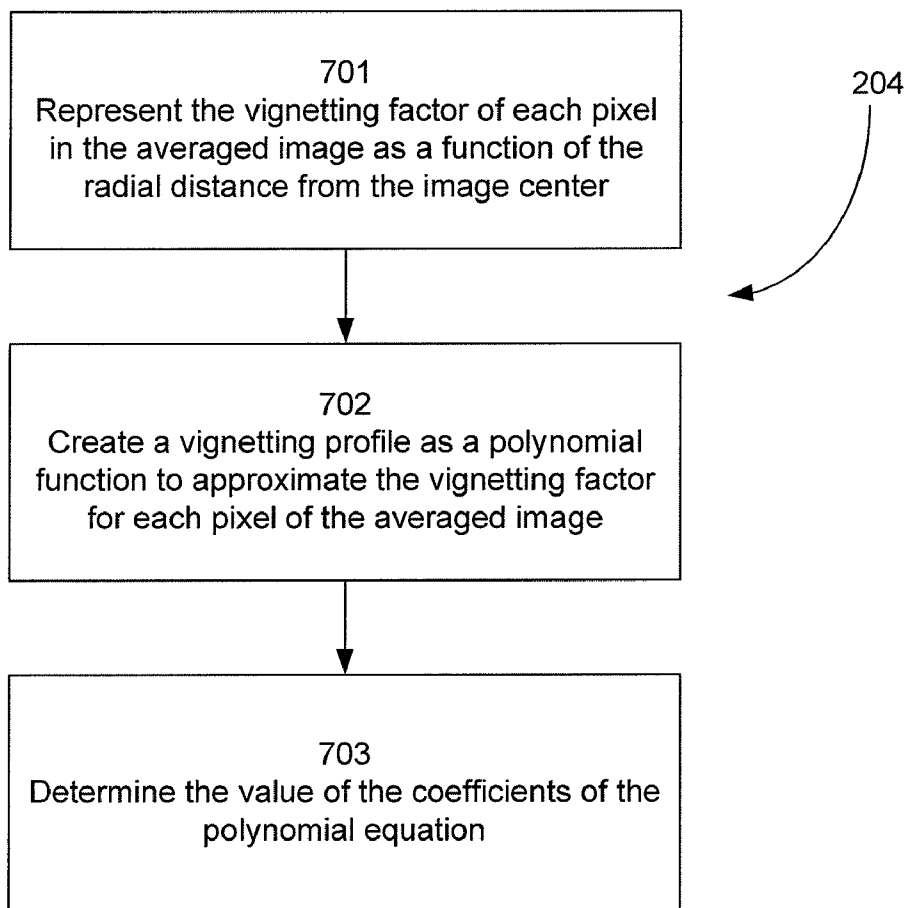 701
Represent the vignetting factor of each pixel
in the averaged image as a function of the
radial distance from the image center
204
702
Create a vignetting profile as a polynomial
function to approximate the vignetting factor
for each pixel of the averaged image
703
Determine the value of the coefficients of the
polynomial equation